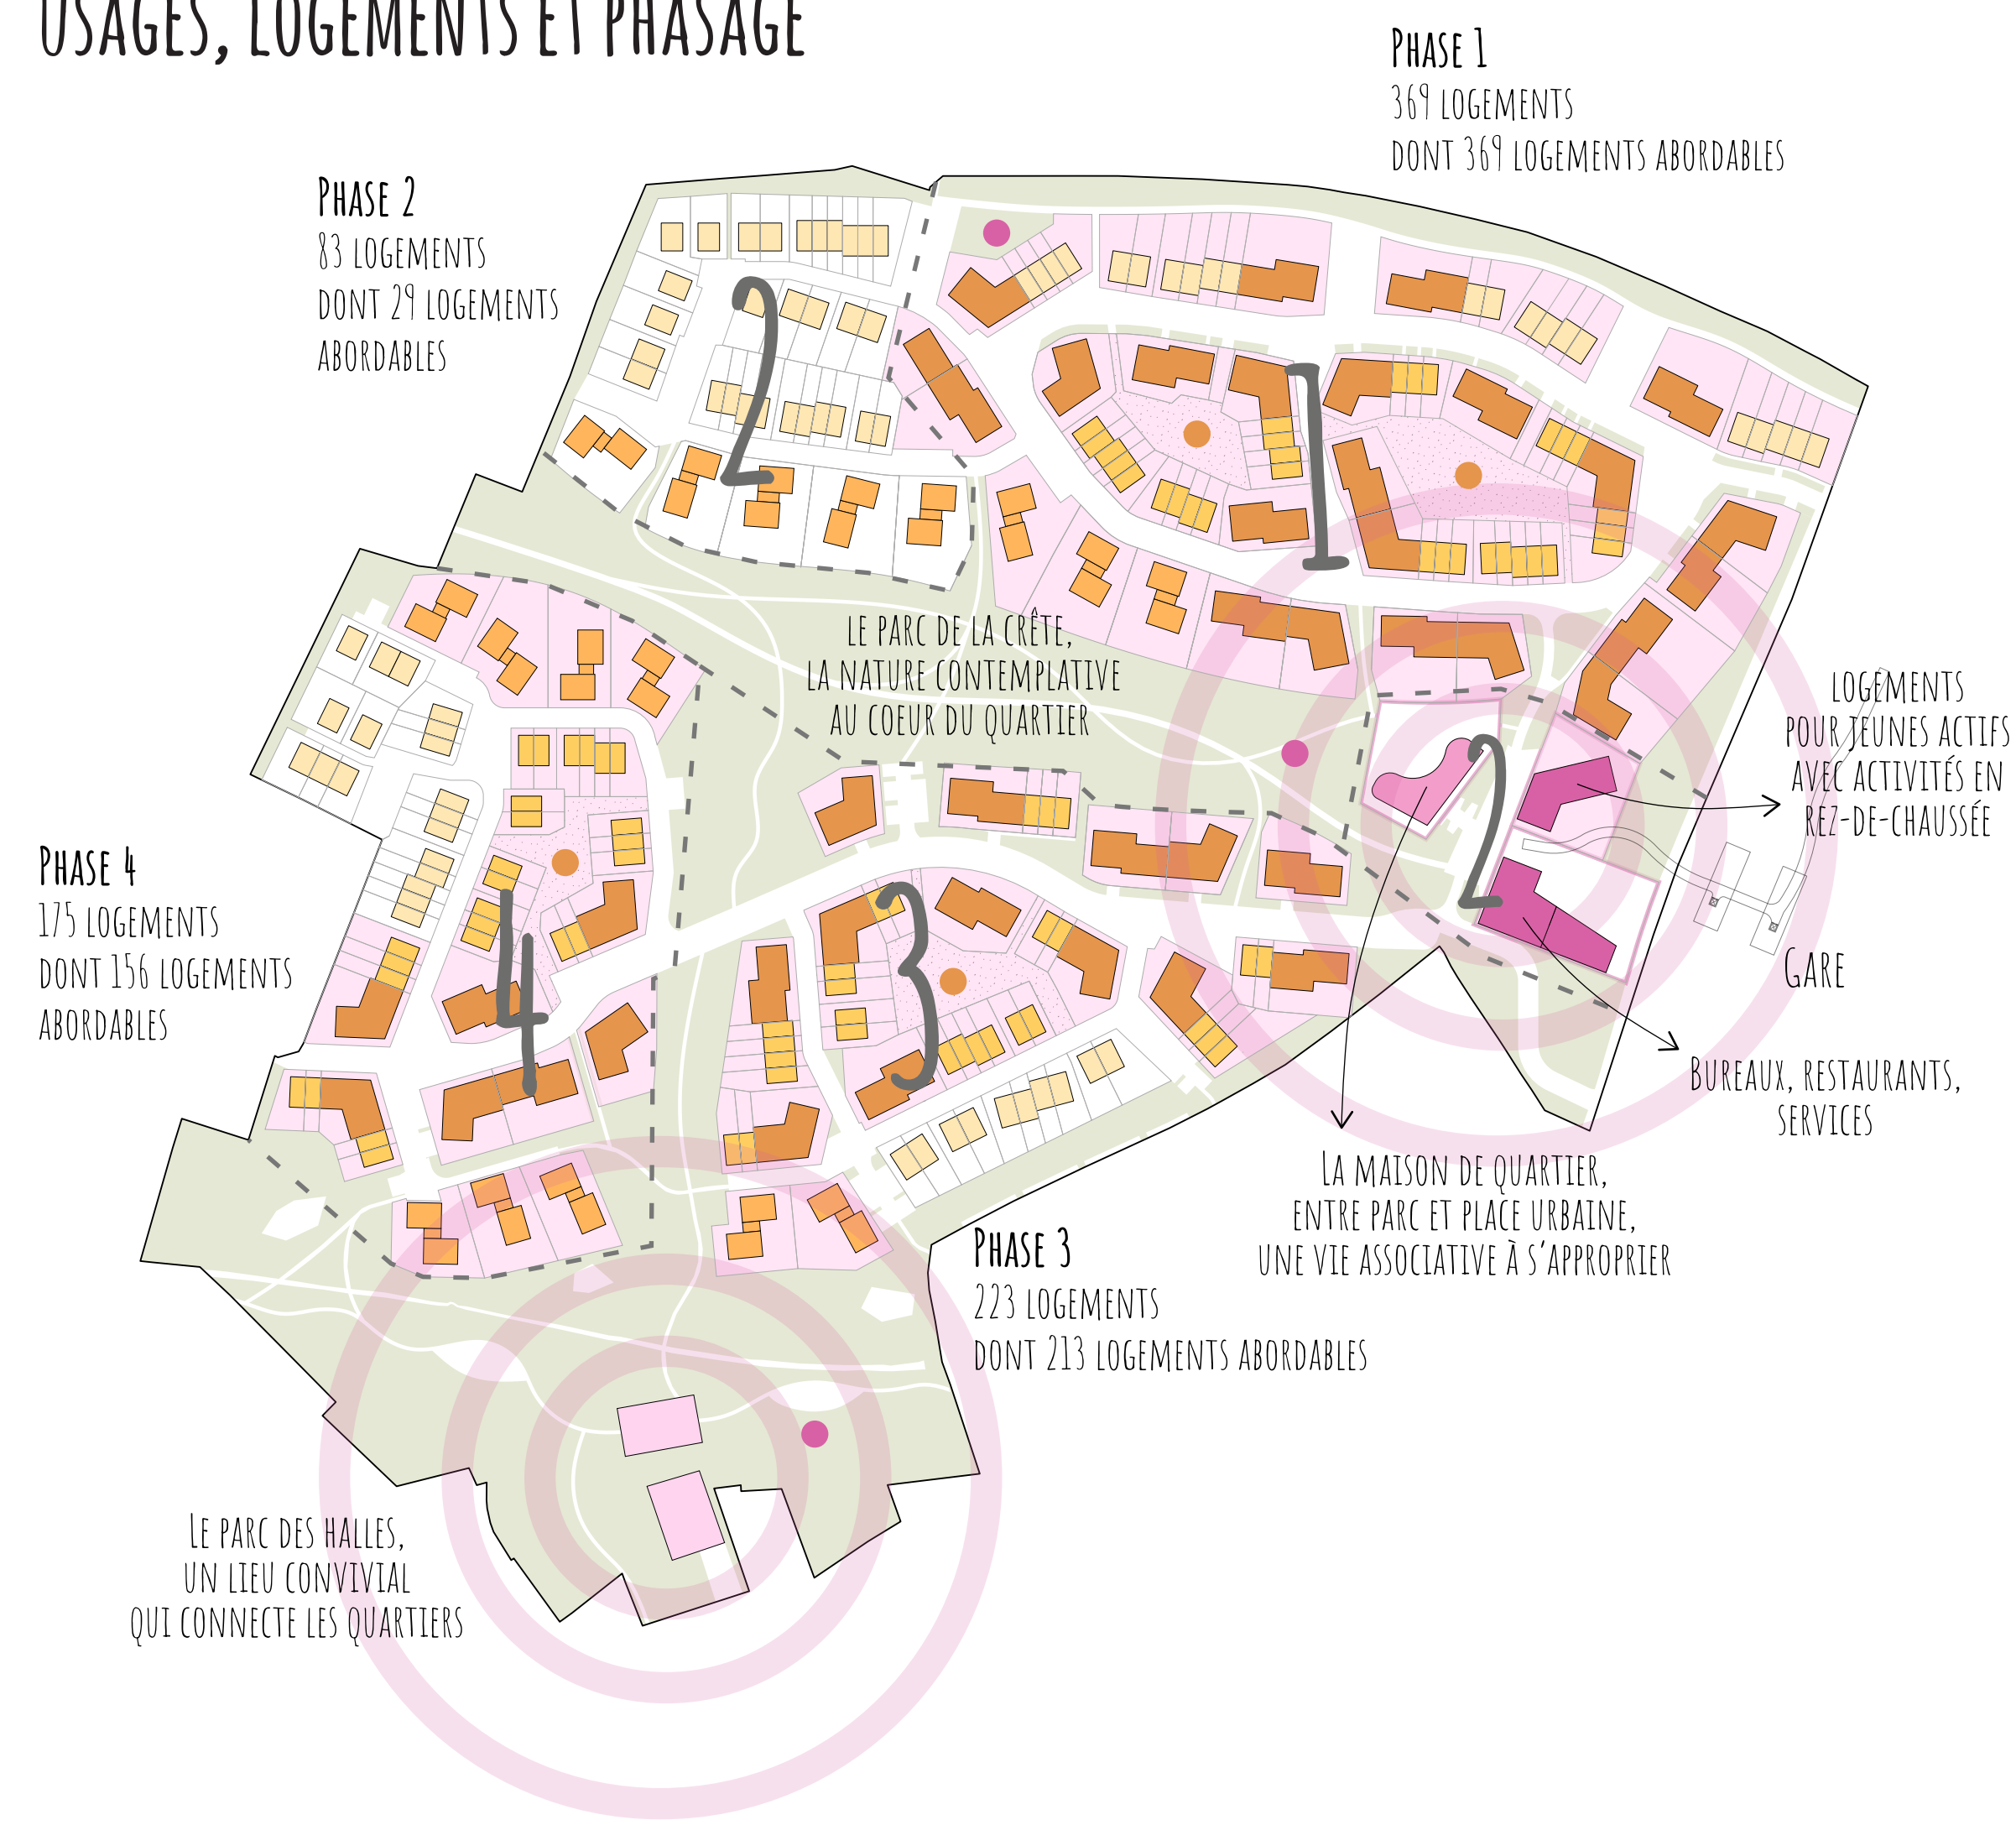 USAGES, LOGEMENTS ET PHASAGE
PHASE 1
369 LOGEMENTS
DONT 369 LOGEMENTS ABORDABLES
PHASE 2
83 LOGEMENTS
DONT 29 LOGEMENTS
ABORDABLES
2
1
LE PARC DE LA CRÊTE,
LA NATURE CONTEMPLATIVE
AU COEUR DU QUARTIER
LOGEMENTS
POUR JEUNES ACTIFS
AVEC ACTIVITÉS EN
REZ-DE-CHAUSSÉE
2
PHASE 4
175 LOGEMENTS
DONT 156 LOGEMENTS
ABORDABLES
4
3
GARE
BUREAUX, RESTAURANTS,
SERVICES
LA MAISON DE QUARTIER,
ENTRE PARC ET PLACE URBAINE,
UNE VIE ASSOCIATIVE À S'APPROPRIER
PHASE 3
223 LOGEMENTS
DONT 213 LOGEMENTS ABORDABLES
LE PARC DES HALLES,
UN LIEU CONVIVIAL
QUI CONNECTE LES QUARTIERS